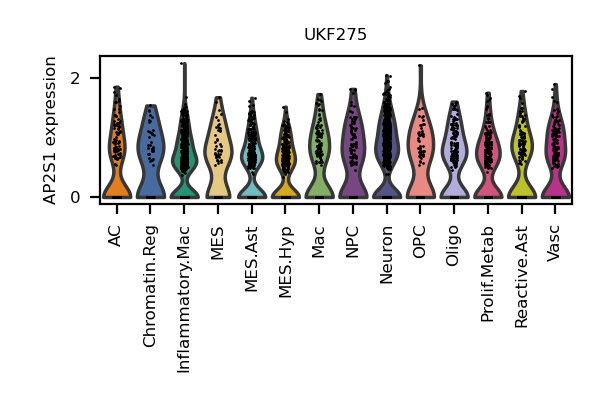 UKF275
AP2S1 expression
2
0
AC
Chromatin.Reg
Inflammatory.Mac
MES
MES.Ast
MES.Hyp
Mac
NPC
Neuron
OPC
Oligo
Prolif.Metab
Reactive.Ast
Vasc